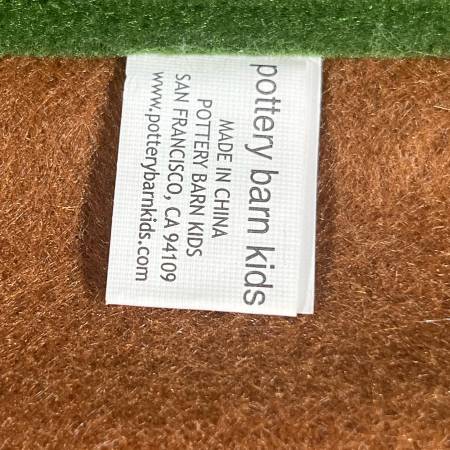 pottery barn kids
MADE IN CHINA
POTTERY BARN KIDS
SAN FRANCISCO, CA 94109
www.potterybarnkids.com